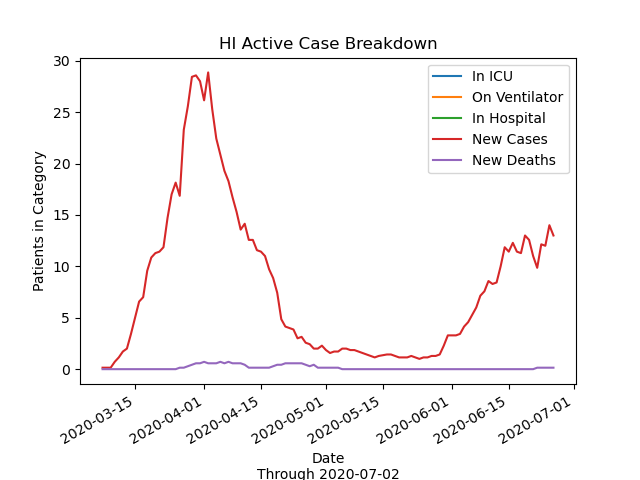 HI Active Case Breakdown
30
25
20
15
10
5
0
Patients in Category
In ICU
On Ventilator
In Hospital
New Cases
New Deaths
2020-03-15
2020-04-01
2020-04-15
2020-05-01
2020-05-15
2020-06-01
2020-06-15
2020-07-01
Date
Through 2020-07-02